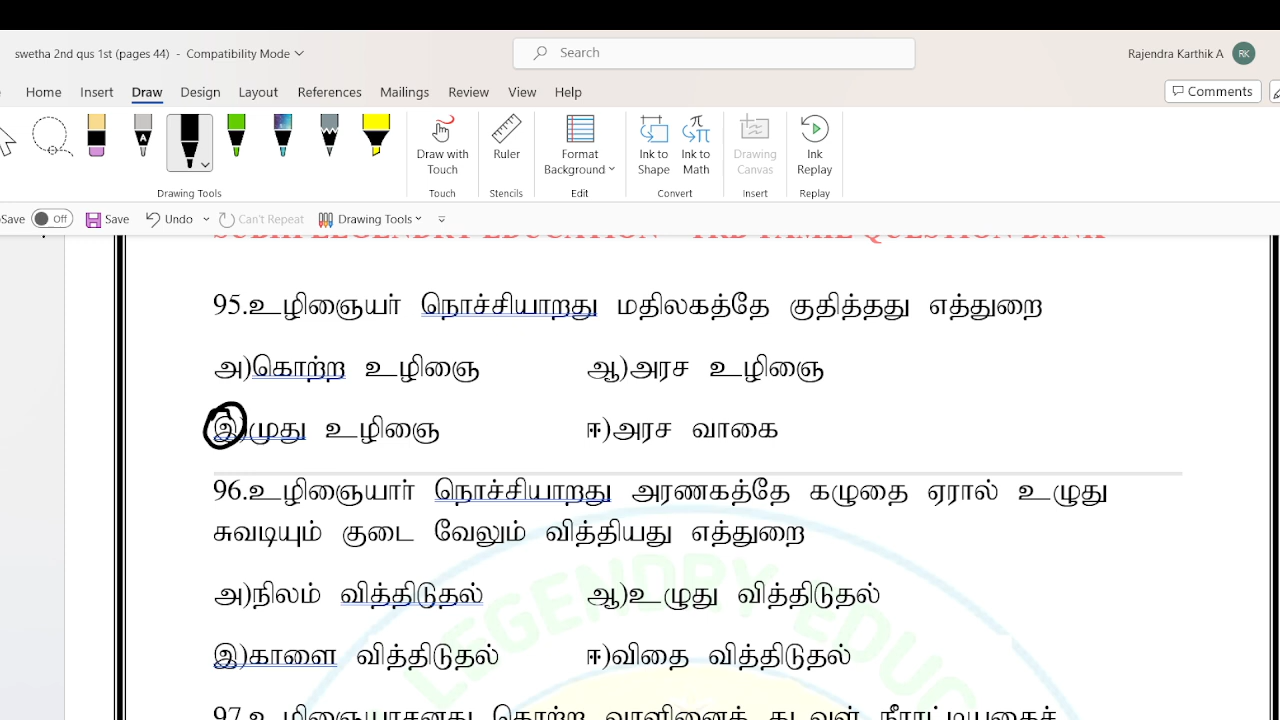 swetha 2nd qus 1st (pages 44) - Compatibility Mode
Search
Rajendra Karthik A RK
Home Insert Draw Design Layout References Mailings Review View Help
Comments
Draw with Touch
Ruler
Format Background
Ink to Shape
Ink to Math
Drawing Canvas
Ink Replay
Drawing Tools Touch Stencils Edit Convert Insert Replay
Save Off Save Undo Can't Repeat Drawing Tools
95.உழிஞையர் நொச்சியாறது மதிலகத்தே குதித்தது எத்துறை
அ)கொற்ற உழிஞை ஆ)அரச உழிஞை
இ)முது உழிஞை ஈ)அரச வாகை
96.உழிஞையார் நொச்சியாறது அரணகத்தே கழுதை ஏரால் உழுது
சுவடியும் குடை வேலும் வித்தியது எத்துறை
அ)நிலம் வித்திடுதல் ஆ)உழுது வித்திடுதல்
இ)காளை வித்திடுதல் ஈ)விதை வித்திடுதல்
LEGENDRY EDUC